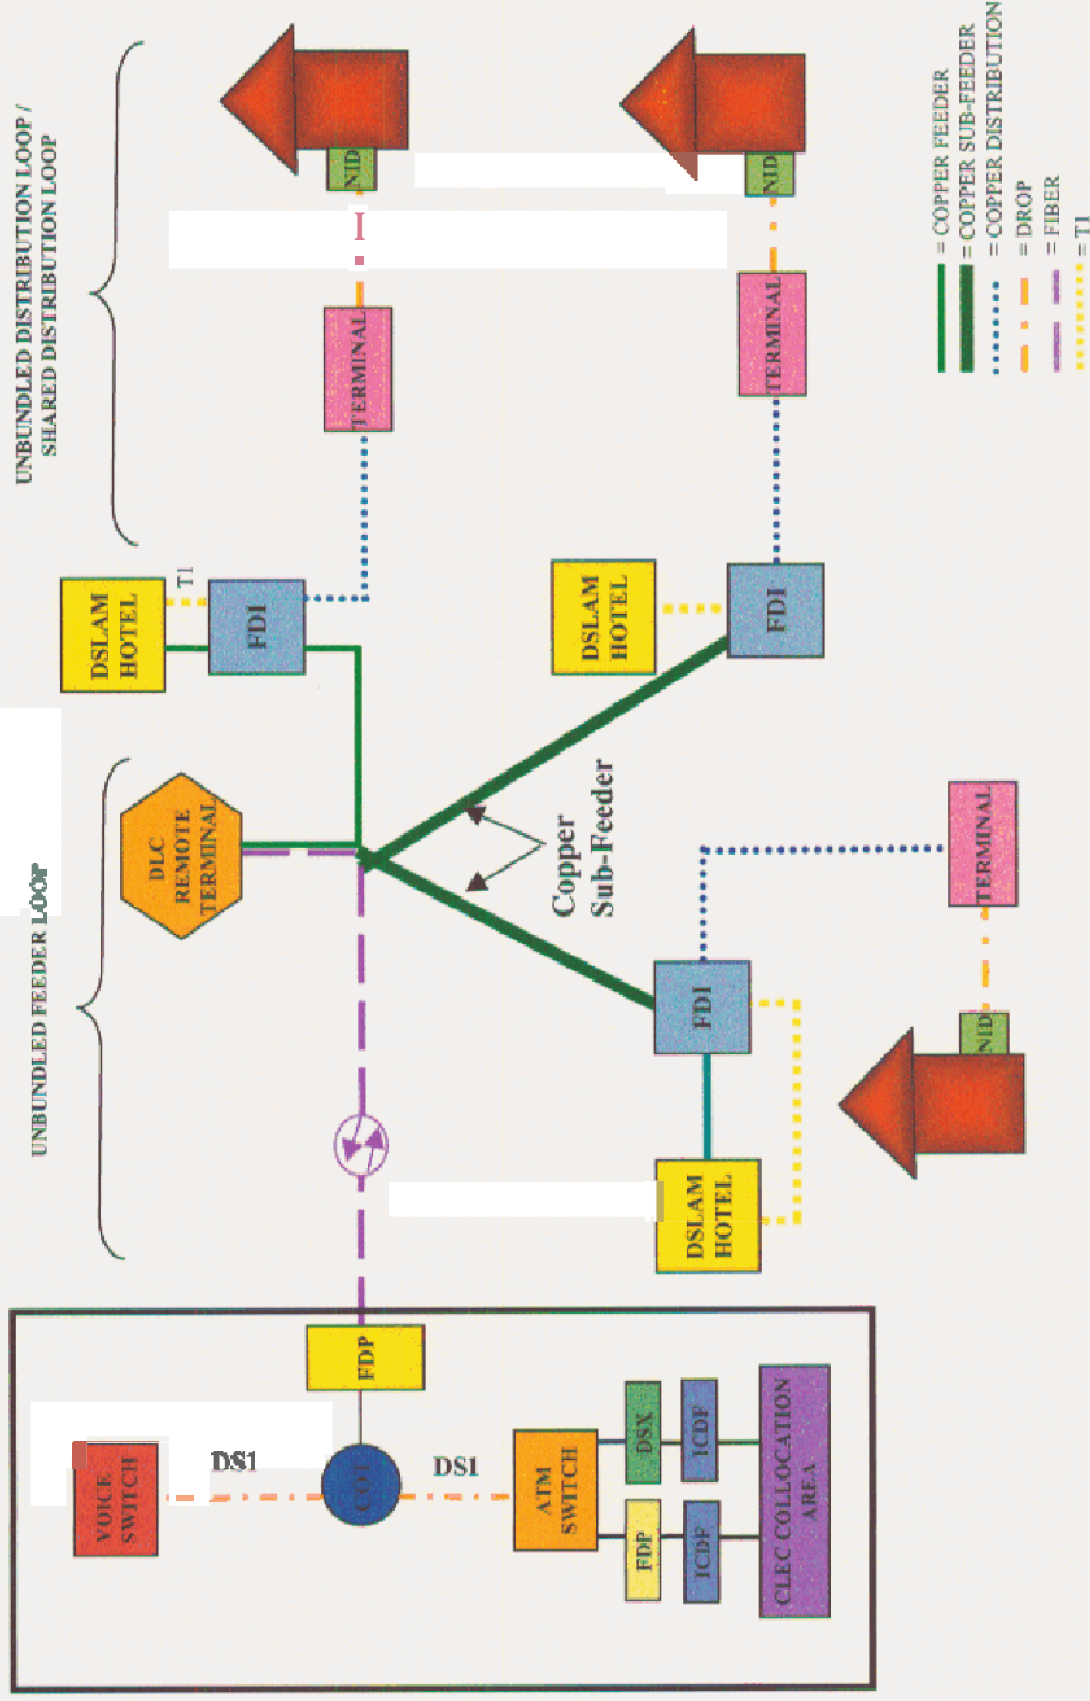 UNBUNDLED FEEDER LOOP
UNBUNDLED DISTRIBUTION LOOP /
SHARED DISTRIBUTION LOOP
VOICE
SWITCH
DS1
COT
FDP
DS1
ATM
SWITCH
FDP
DSX
ICDF
ICDF
CLEC COLLOCATION
AREA
DLC
REMOTE
TERMINAL
DSLAM
HOTEL
T1
FDI
TERMINAL
I
NID
Copper
Sub-Feeder
DSLAM
HOTEL
FDI
TERMINAL
NID
DSLAM
HOTEL
FDI
NID
TERMINAL
= COPPER FEEDER
= COPPER SUB-FEEDER
= COPPER DISTRIBUTION
= DROP
= FIBER
= T1